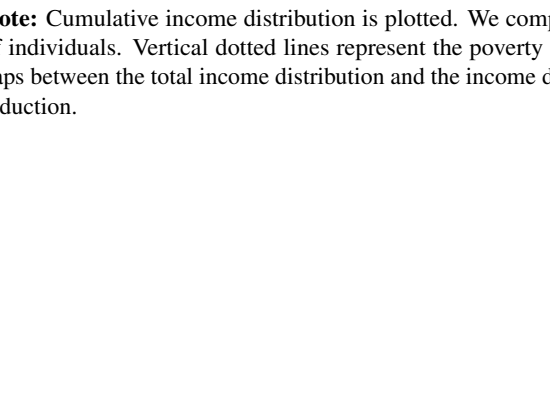 ote: Cumulative income distribution is plotted. We comp
f individuals. Vertical dotted lines represent the poverty
aps between the total income distribution and the income d
duction.